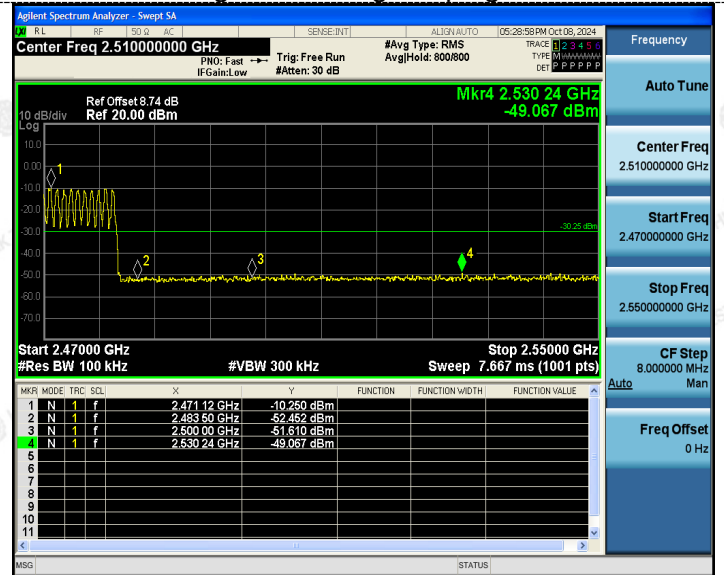 Agilent Spectrum Analyzer - Swept SA
LXI RL RF 50 Ω AC SENSE:INT ALIGN AUTO 05:28:58 PM Oct 08, 2024
Center Freq 2.510000000 GHz
PNO: Fast
IFGain:Low
Trig: Free Run
#Atten: 30 dB
#Avg Type: RMS
Avg|Hold: 800/800
TRACE 1 2 3 4 5 6
TYPE M WWWWW
DET P P P P P P
Frequency
Auto Tune
Center Freq
2.510000000 GHz
Start Freq
2.470000000 GHz
Stop Freq
2.550000000 GHz
CF Step
8.000000 MHz
Auto Man
Freq Offset
0 Hz
Mkr4 2.530 24 GHz
-49.067 dBm
Ref Offset 8.74 dB
10 dB/div Ref 20.00 dBm
Log
10.0
0.00
-10.0
-20.0
-30.0
-40.0
-50.0
-60.0
-70.0
1
2
3
4
-30.25 dBm
Start 2.47000 GHz Stop 2.55000 GHz
#Res BW 100 kHz #VBW 300 kHz Sweep 7.667 ms (1001 pts)
MKR MODE TRC SCL X Y FUNCTION FUNCTION WIDTH FUNCTION VALUE
1 N 1 f 2.471 12 GHz -10.250 dBm
2 N 1 f 2.483 50 GHz -52.452 dBm
3 N 1 f 2.500 00 GHz -51.610 dBm
4 N 1 f 2.530 24 GHz -49.067 dBm
5
6
7
8
9
10
11
MSG STATUS